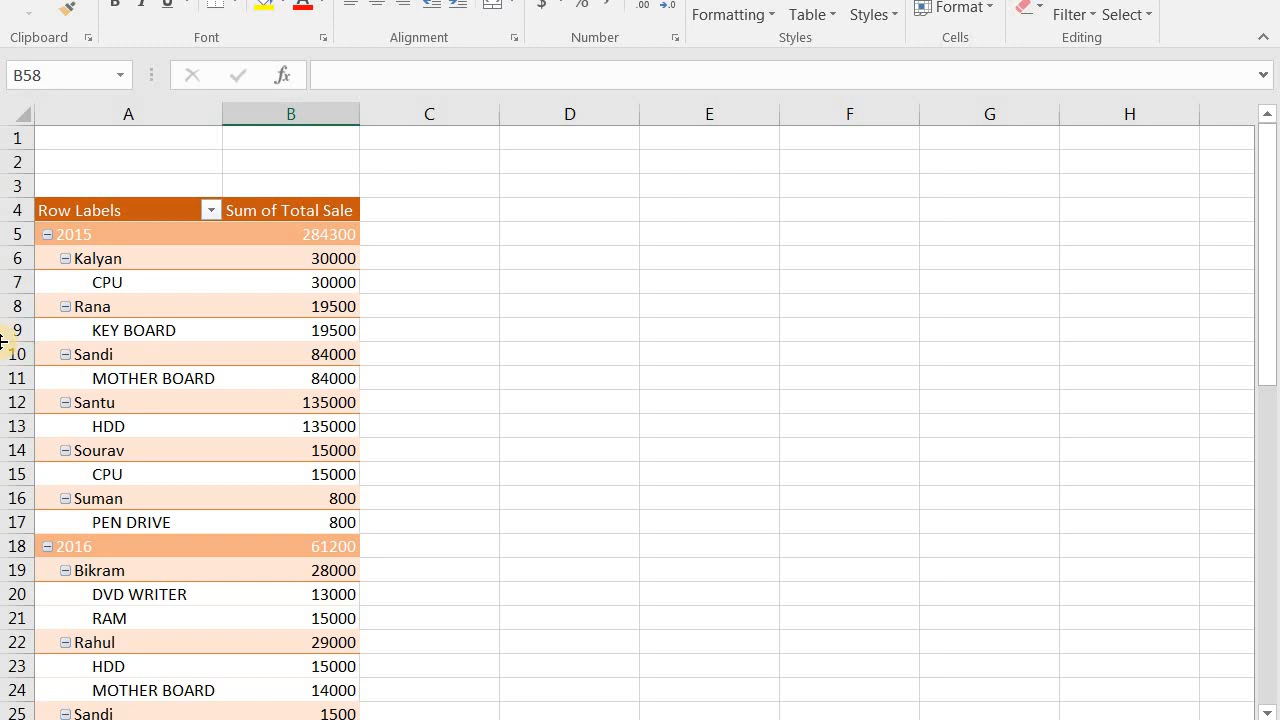 Formatting Table Styles Format Filter Select
Clipboard Font Alignment Number Styles Cells Editing
B58 fx
A B C D E F G H
1
2
3
4 Row Labels Sum of Total Sale
5 2015 284300
6 Kalyan 30000
7 CPU 30000
8 Rana 19500
9 KEY BOARD 19500
10 Sandi 84000
11 MOTHER BOARD 84000
12 Santu 135000
13 HDD 135000
14 Sourav 15000
15 CPU 15000
16 Suman 800
17 PEN DRIVE 800
18 2016 61200
19 Bikram 28000
20 DVD WRITER 13000
21 RAM 15000
22 Rahul 29000
23 HDD 15000
24 MOTHER BOARD 14000
25 Sandi 1500